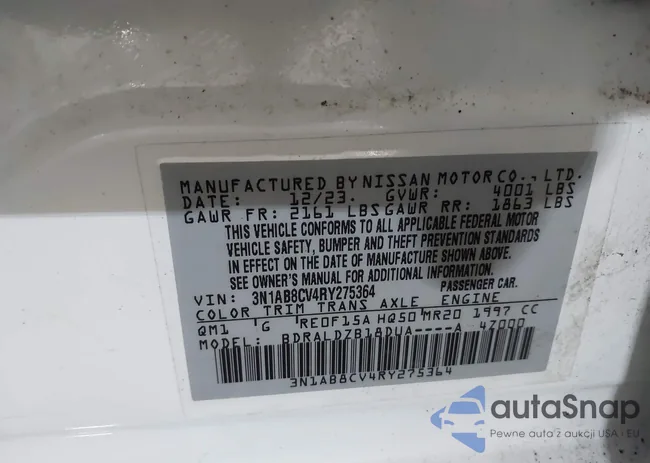 MANUFACTURED BY NISSAN MOTOR CO., LTD.
DATE: 12/23. GVWR: 4001 LBS
GAWR FR: 2161 LBS GAWR RR: 1863 LBS
THIS VEHICLE CONFORMS TO ALL APPLICABLE FEDERAL MOTOR
VEHICLE SAFETY, BUMPER AND THEFT PREVENTION STANDARDS
IN EFFECT ON THE DATE OF MANUFACTURE SHOWN ABOVE.
SEE OWNER'S MANUAL FOR ADDITIONAL INFORMATION.
VIN: 3N1AB8CV4RY275364 PASSENGER CAR.
COLOR TRIM TRANS AXLE ENGINE
QM1 'G RE0F15A HQ50 MR20 1997 CC
MODEL: BDRALDZB18DUA----A 4Z000
3N1AB8CV4RY275364
autaSnap
Pewne auta z aukcji USA i EU